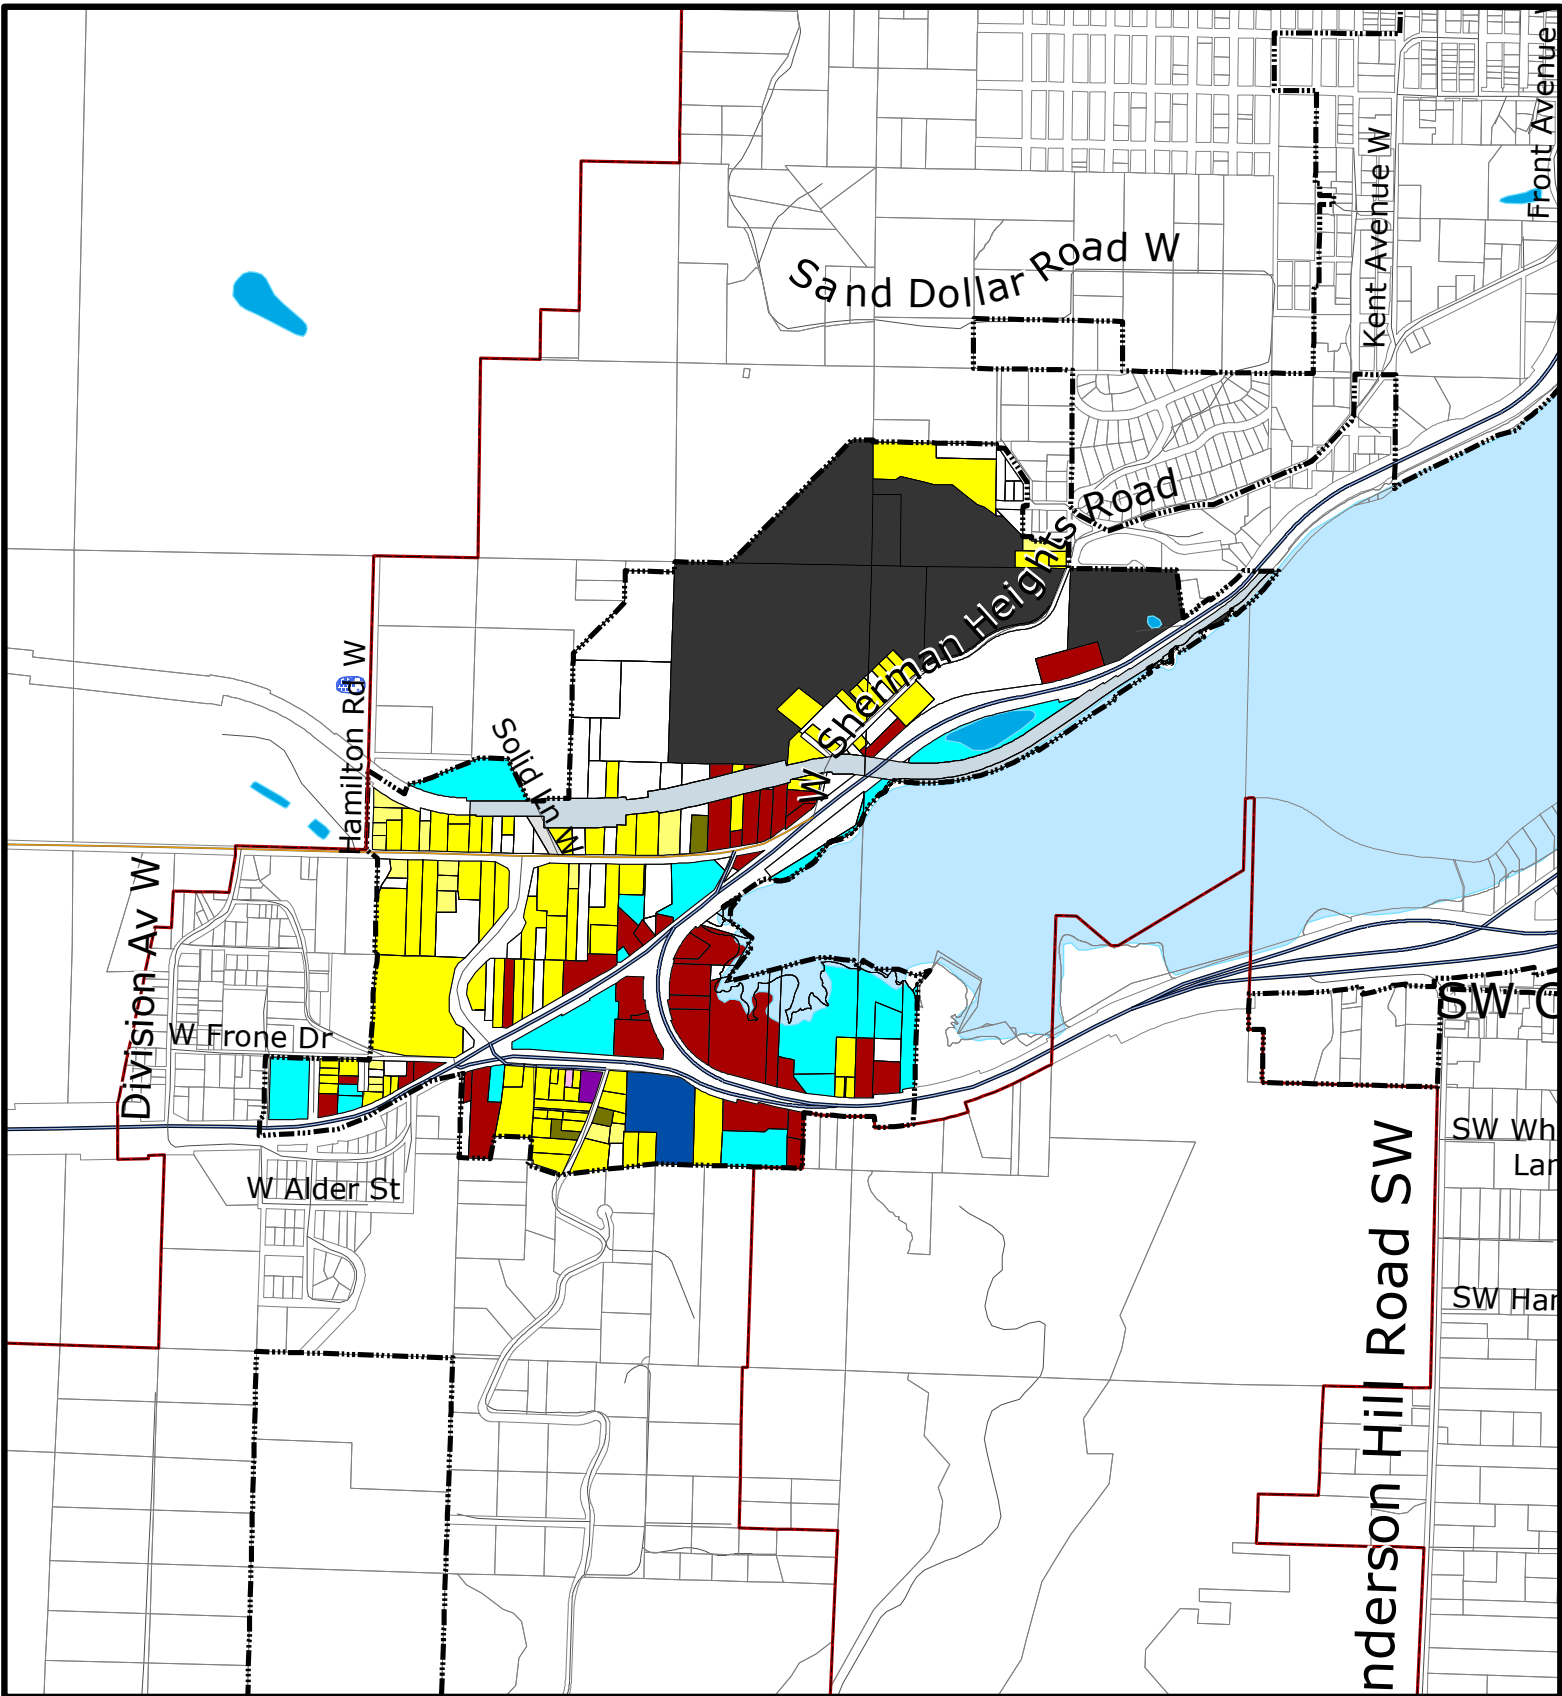 Front Avenue
Kent Avenue W
Sand Dollar Road W
W Sherman Heights Road
Solid Ln W
Hamilton Rd W
Division Av W
W Frone Dr
W Alder St
SW C
SW Wh
Lar
SW Har
nderson Hill Road SW